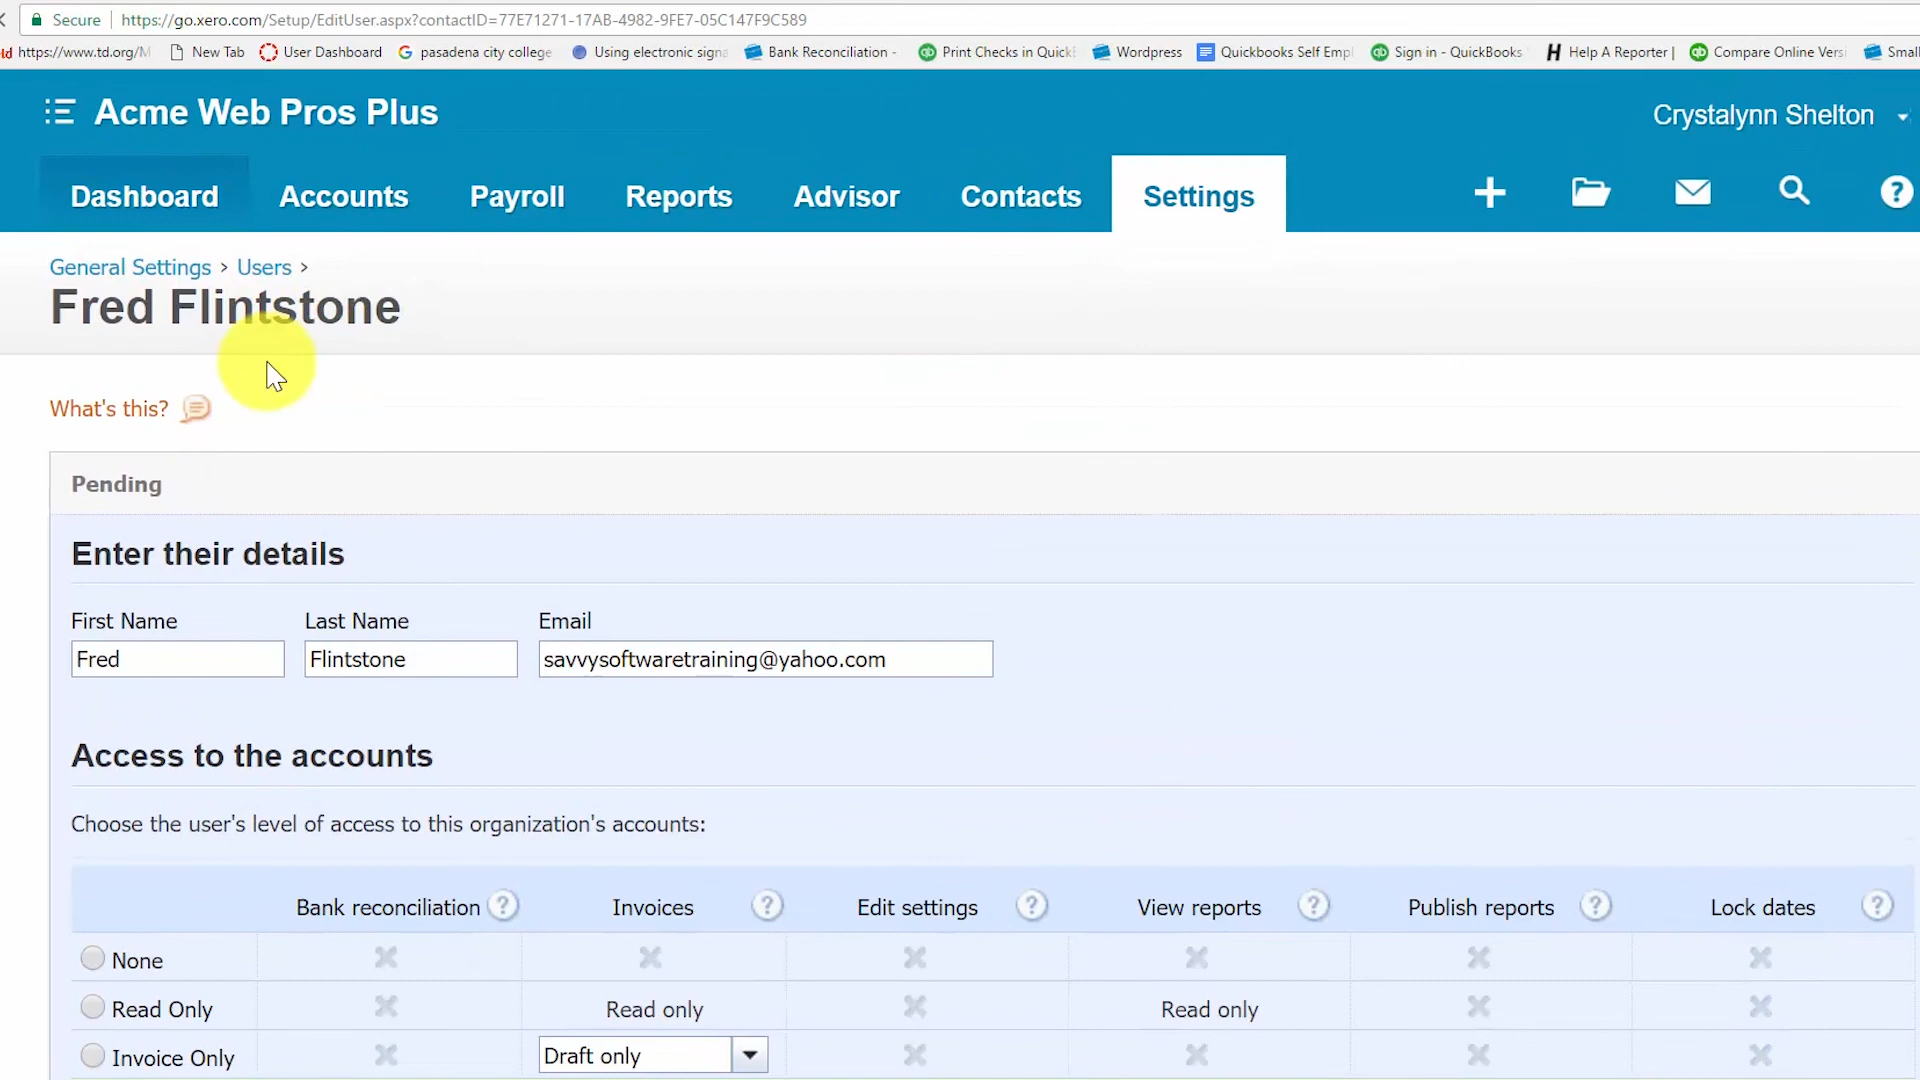 Secure https://go.xero.com/Setup/EditUser.aspx?contactID=77E71271-17AB-4982-9FE7-05C147F9C589
https://www.td.org/M New Tab User Dashboard pasadena city college Using electronic signa Bank Reconciliation - Print Checks in Quick Wordpress Quickbooks Self Empl Sign in - QuickBooks Help A Reporter | Compare Online Versi Small
Acme Web Pros Plus
Crystalynn Shelton
Dashboard Accounts Payroll Reports Advisor Contacts Settings ?
General Settings › Users ›
Fred Flintstone
What's this?
Pending
Enter their details
First Name Last Name Email
Fred Flintstone savvysoftwaretraining@yahoo.com
Access to the accounts
Choose the user's level of access to this organization's accounts:
Bank reconciliation ? Invoices ? Edit settings ? View reports ? Publish reports ? Lock dates ?
None
Read Only Read only Read only
Invoice Only Draft only